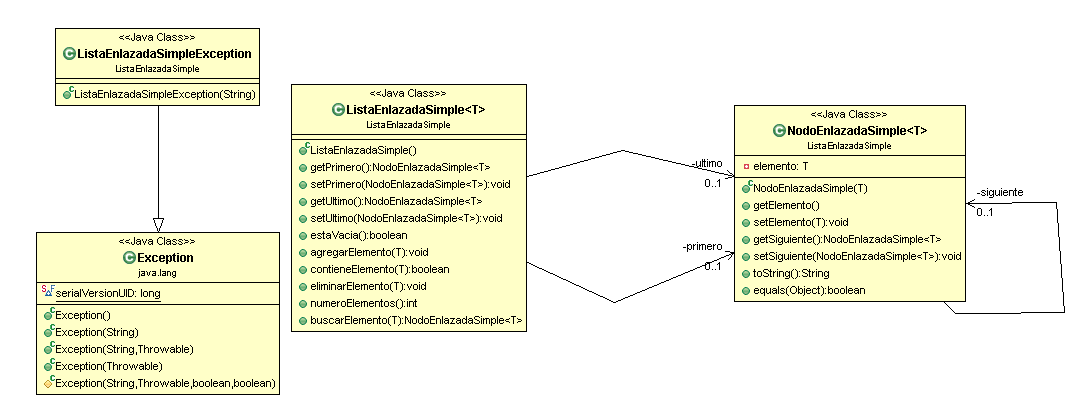 <<Java Class>>
ListaEnlazadaSimpleException
ListaEnlazadaSimple
ListaEnlazadaSimpleException(String)
<<Java Class>>
Exception
java.lang
serialVersionUID: long
Exception()
Exception(String)
Exception(String,Throwable)
Exception(Throwable)
Exception(String,Throwable,boolean,boolean)
<<Java Class>>
ListaEnlazadaSimple<T>
ListaEnlazadaSimple
ListaEnlazadaSimple()
getPrimero():NodoEnlazadaSimple<T>
setPrimero(NodoEnlazadaSimple<T>):void
getUltimo():NodoEnlazadaSimple<T>
setUltimo(NodoEnlazadaSimple<T>):void
estaVacia():boolean
agregarElemento(T):void
contieneElemento(T):boolean
eliminarElemento(T):void
numeroElementos():int
buscarElemento(T):NodoEnlazadaSimple<T>
-ultimo
0..1
-primero
0..1
<<Java Class>>
NodoEnlazadaSimple<T>
ListaEnlazadaSimple
elemento: T
NodoEnlazadaSimple(T)
getElemento()
setElemento(T):void
getSiguiente():NodoEnlazadaSimple<T>
setSiguiente(NodoEnlazadaSimple<T>):void
toString():String
equals(Object):boolean
-siguiente
0..1